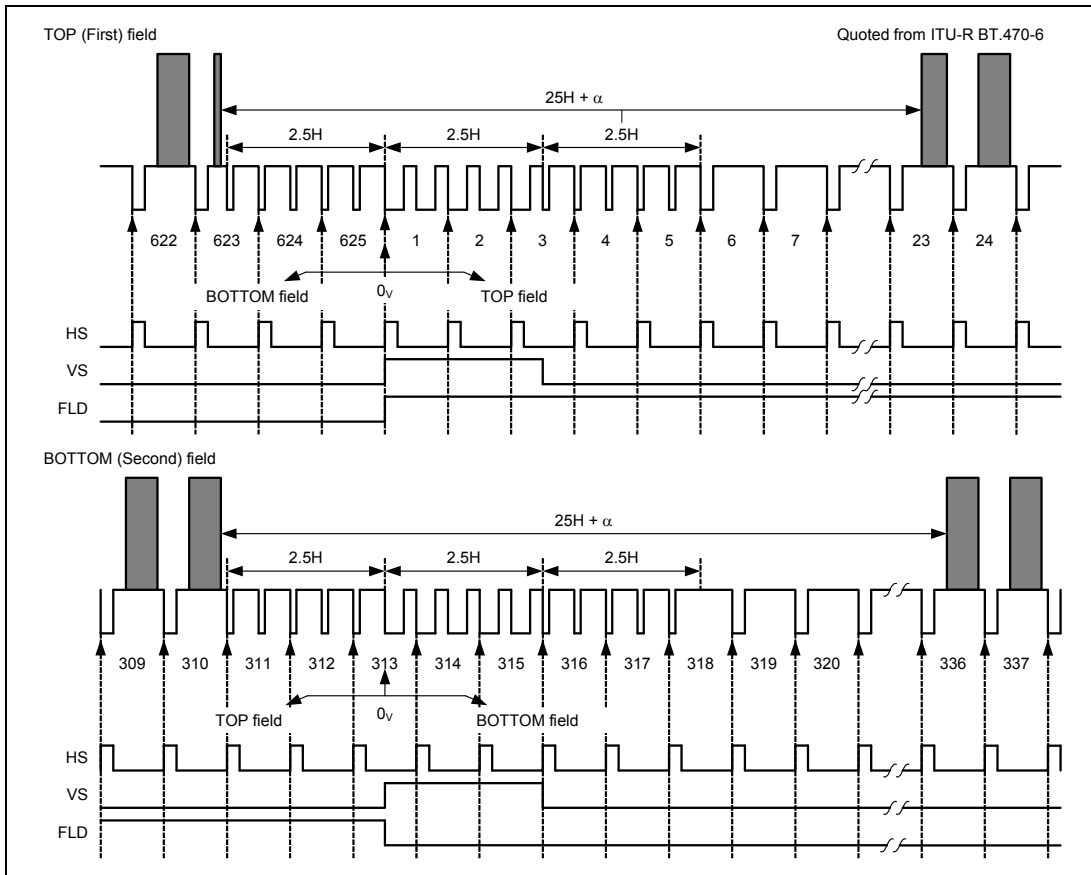 TOP (First) field
Quoted from ITU-R BT.470-6
25H + α
2.5H 2.5H 2.5H
622 623 624 625 1 2 3 4 5 6 7 23 24
BOTTOM field 0V TOP field
HS
VS
FLD
BOTTOM (Second) field
25H + α
2.5H 2.5H 2.5H
309 310 311 312 313 314 315 316 317 318 319 320 336 337
TOP field 0V BOTTOM field
HS
VS
FLD